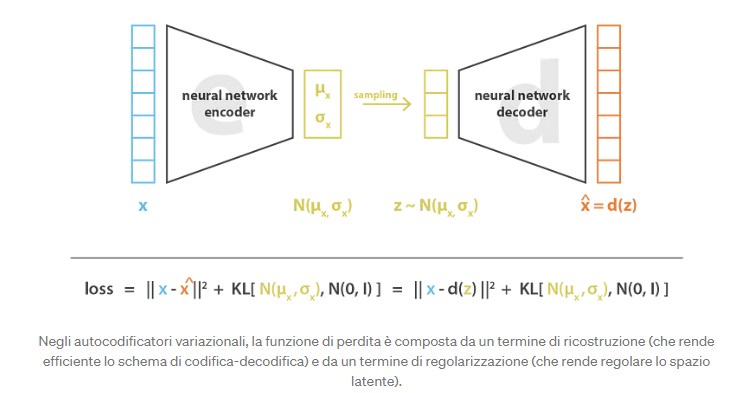 e
d
neural network
encoder
μₓ
σₓ
sampling
neural network
decoder
x
N(μₓ, σₓ)
z ~ N(μₓ, σₓ)
x̂ = d(z)
loss = || x - x̂ ||² + KL[ N(μₓ, σₓ), N(0, I) ] = || x - d(z) ||² + KL[ N(μₓ, σₓ), N(0, I) ]
Negli autocodificatori variazionali, la funzione di perdita è composta da un termine di ricostruzione (che rende
efficiente lo schema di codifica-decodifica) e da un termine di regolarizzazione (che rende regolare lo spazio
latente).